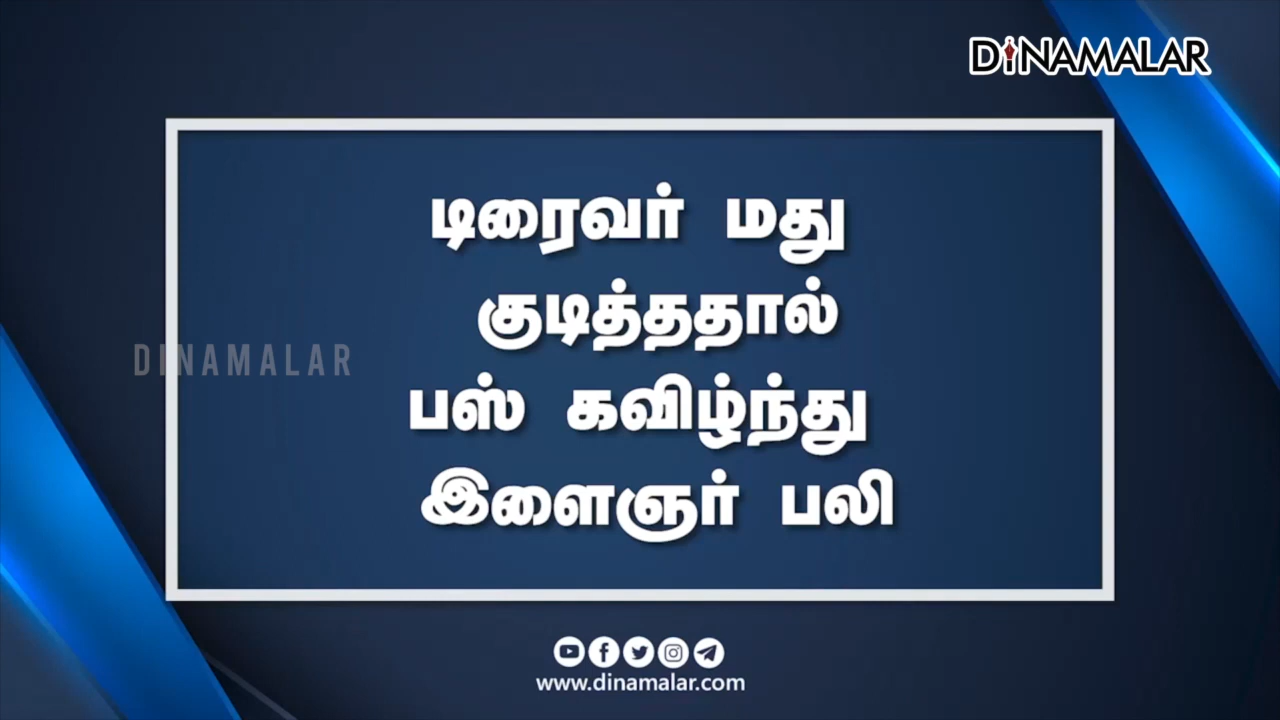 DINAMALAR
டிரைவர் மது
குடித்ததால்
பஸ் கவிழ்ந்து
இளைஞர் பலி
DINAMALAR
www.dinamalar.com